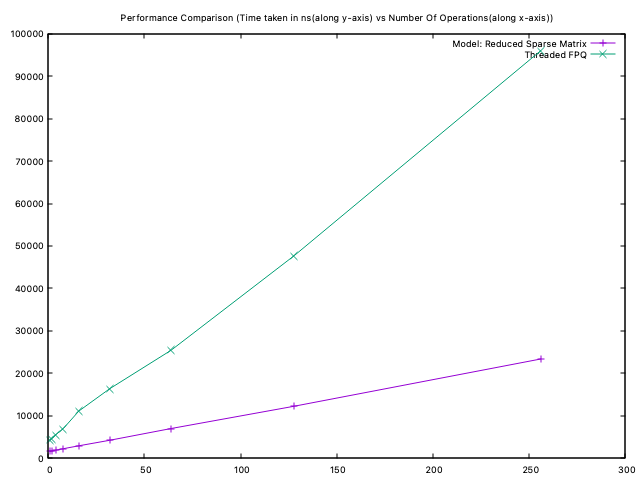 Performance Comparison (Time taken in ns(along y-axis) vs Number Of Operations(along x-axis))
100000
90000
80000
70000
60000
50000
40000
30000
20000
10000
0
Model: Reduced Sparse Matrix
Threaded FPQ
0 50 100 150 200 250 300